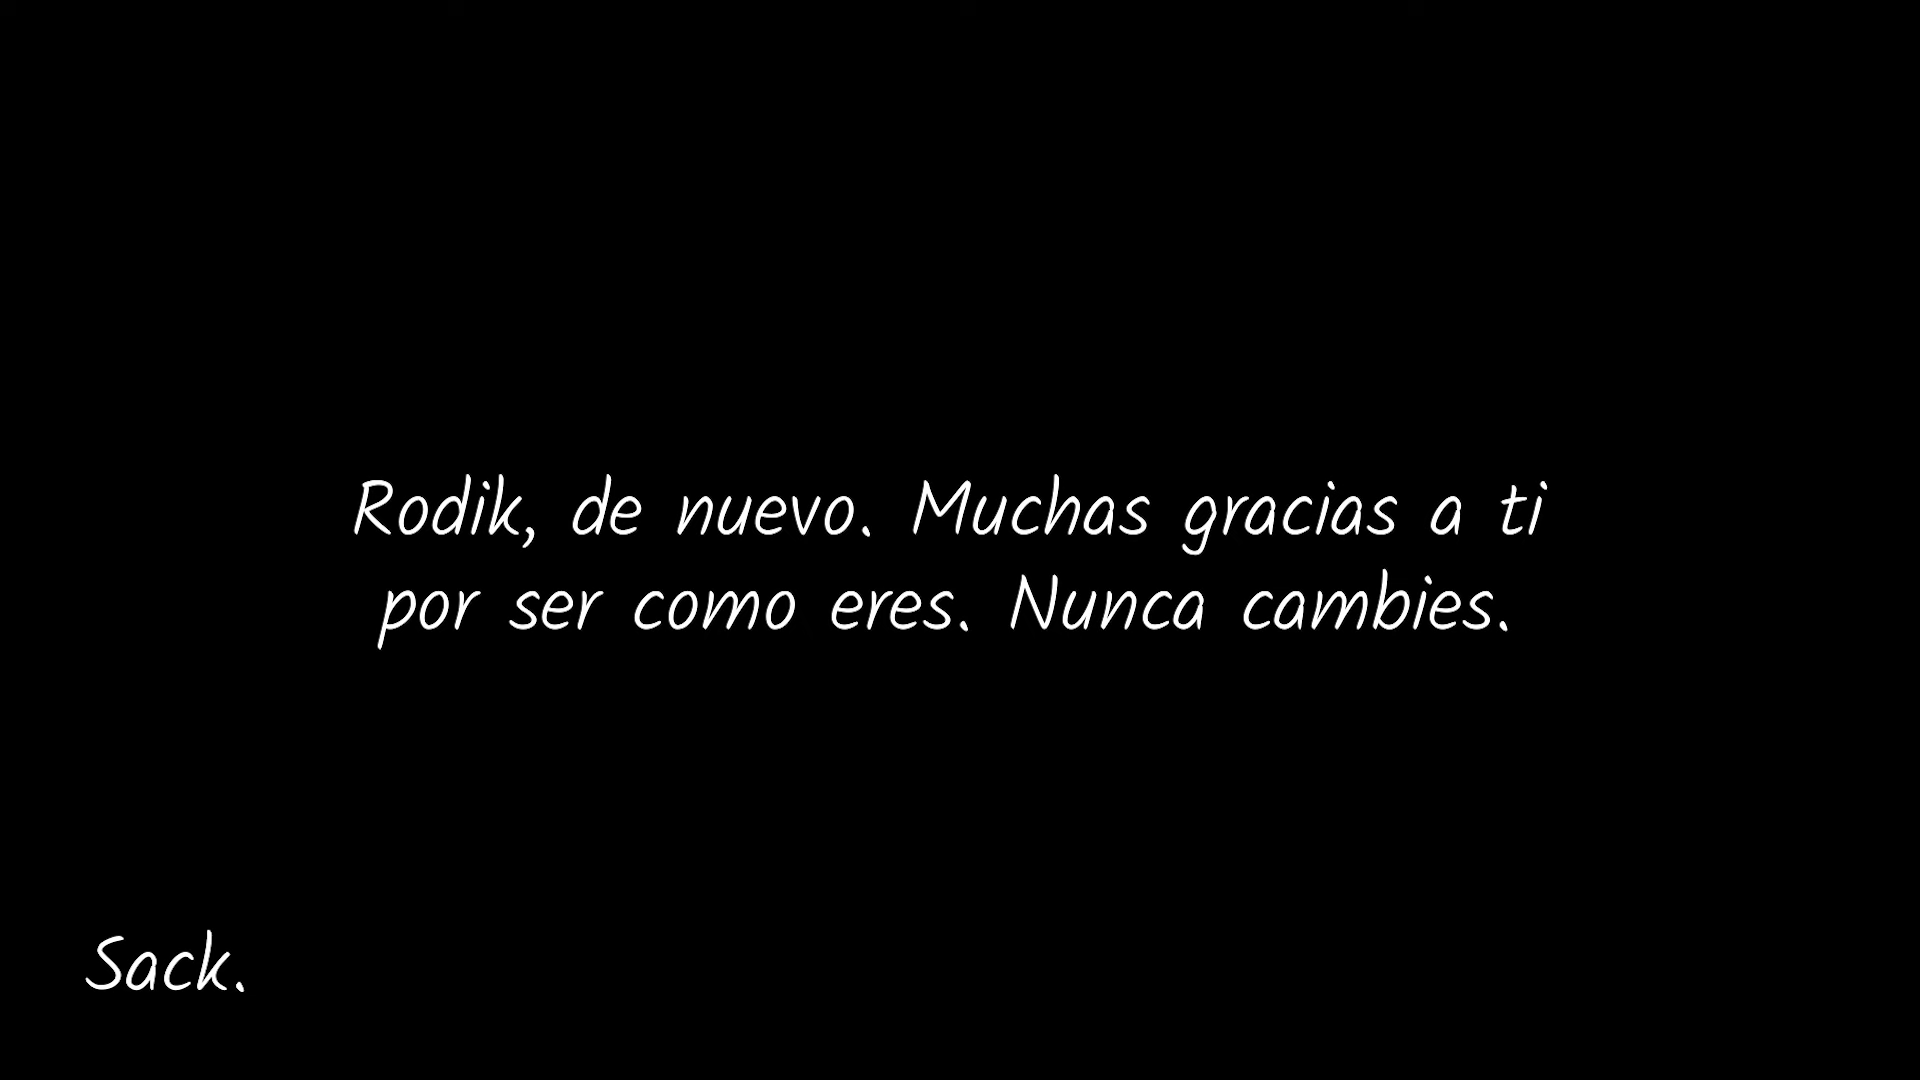 Rodik, de nuevo. Muchas gracias a ti
por ser como eres. Nunca cambies.
Sack.